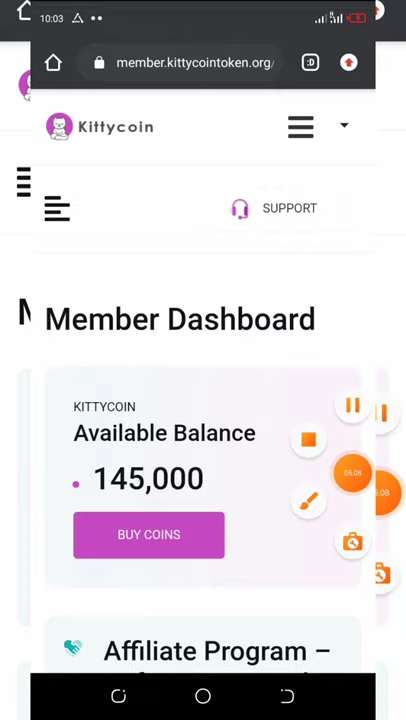 10:03
member.kittycointoken.org/
:D
Kittycoin
SUPPORT
Member Dashboard
KITTYCOIN
Available Balance
145,000
BUY COINS
05:08
Affiliate Program –